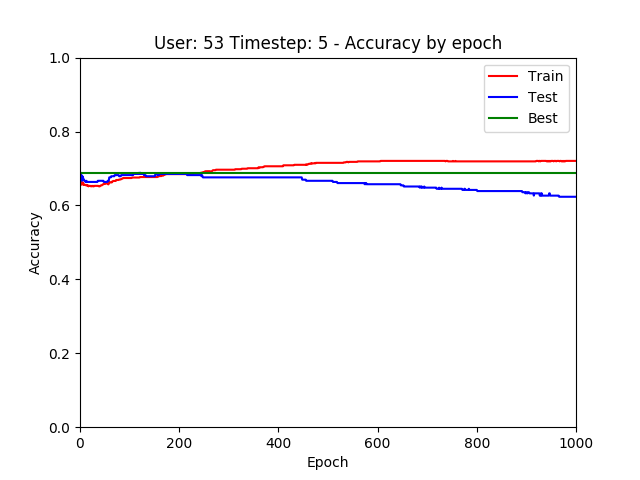 User: 53 Timestep: 5 - Accuracy by epoch
Train
Test
Best
1.0
0.8
0.6
0.4
0.2
0.0
Accuracy
0 200 400 600 800 1000
Epoch